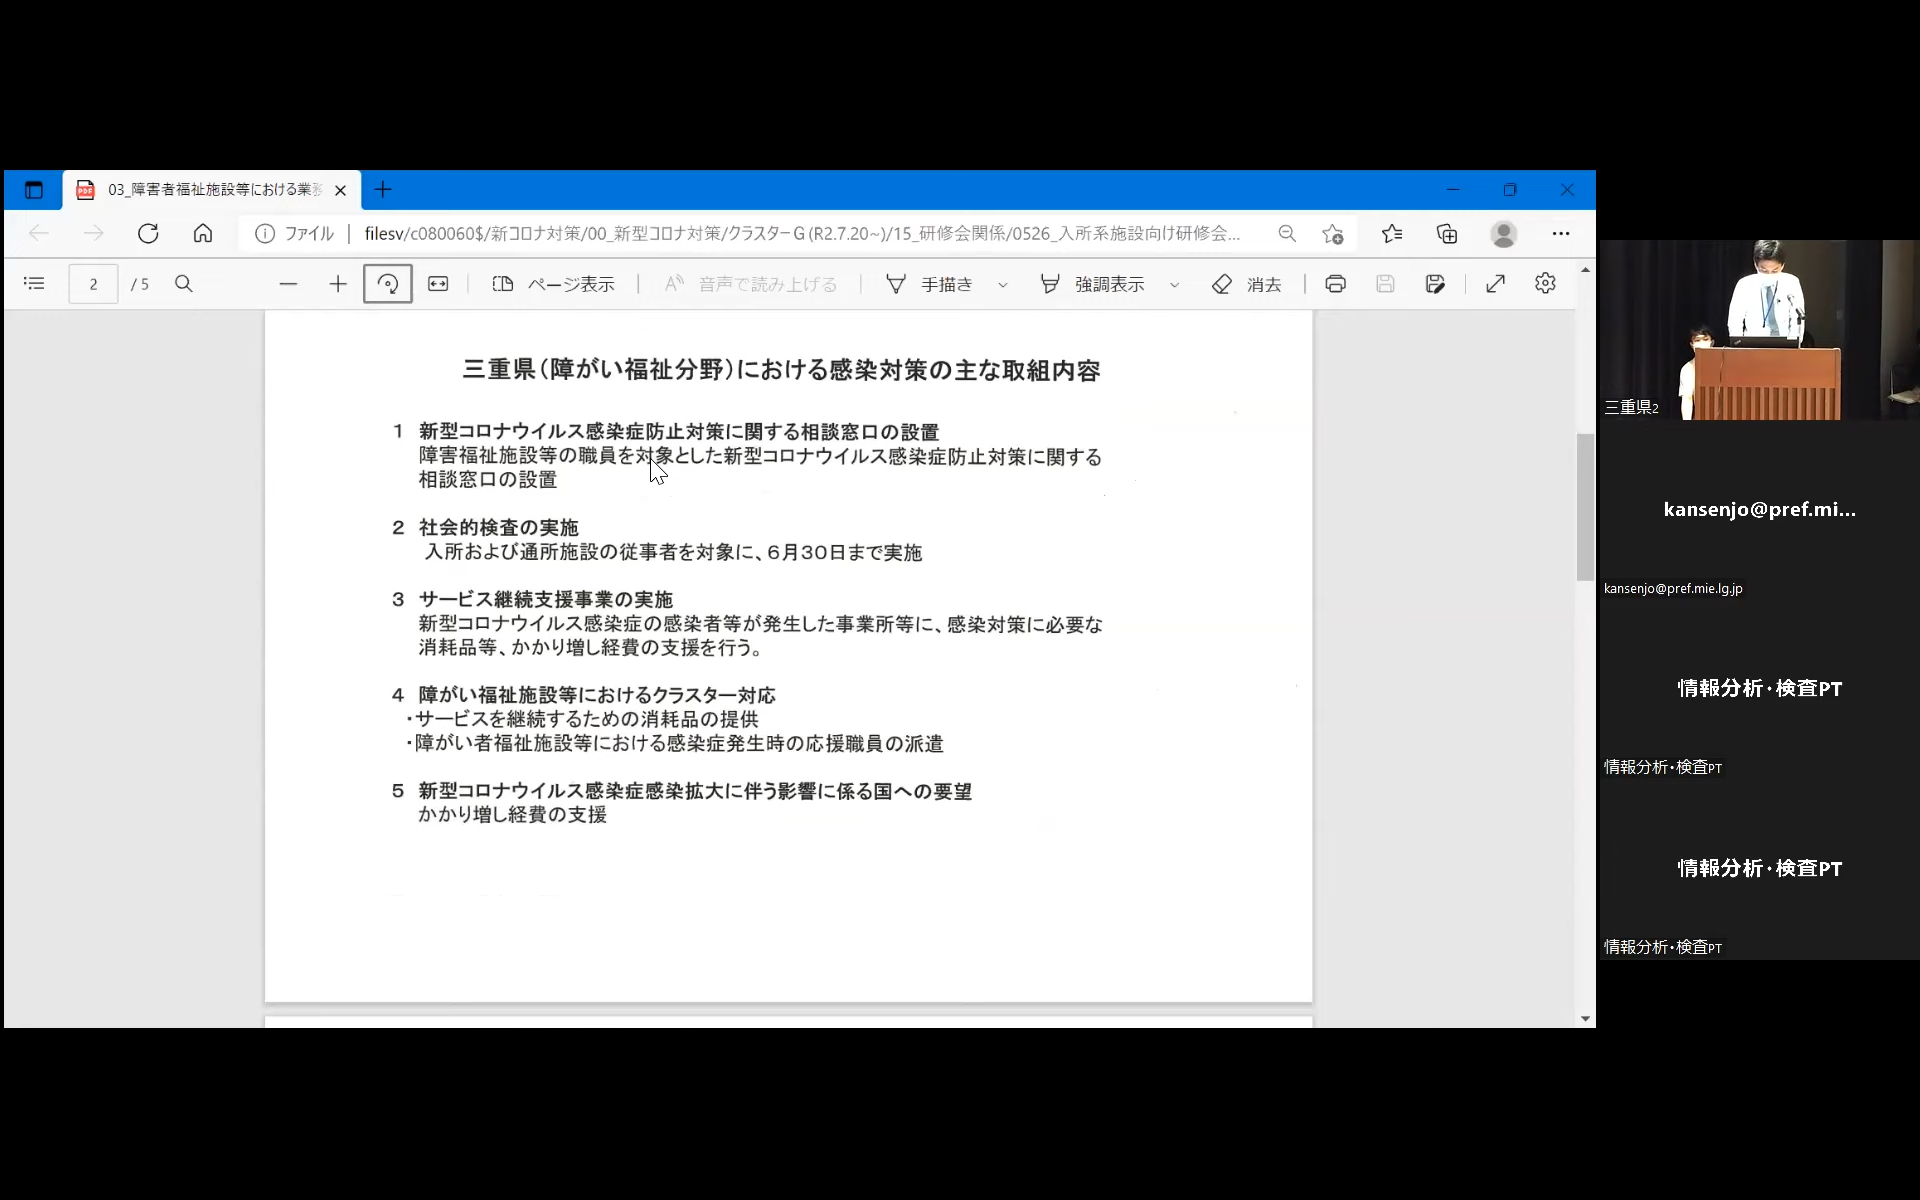 03_障害者福祉施設等における業務
ファイル
filesv/c080060$/新コロナ対策/00_新型コロナ対策/クラスターG(R2.7.20~)/15_研修会関係/0526_入所系施設向け研修会...
2 / 5
ページ表示
音声で読み上げる
手描き
強調表示
消去
三重県（障がい福祉分野）における感染対策の主な取組内容
１ 新型コロナウイルス感染症防止対策に関する相談窓口の設置
障害福祉施設等の職員を対象とした新型コロナウイルス感染症防止対策に関する
相談窓口の設置
２ 社会的検査の実施
入所および通所施設の従事者を対象に、６月３０日まで実施
３ サービス継続支援事業の実施
新型コロナウイルス感染症の感染者等が発生した事業所等に、感染対策に必要な
消耗品等、かかり増し経費の支援を行う。
４ 障がい福祉施設等におけるクラスター対応
・サービスを継続するための消耗品の提供
・障がい者福祉施設等における感染症発生時の応援職員の派遣
５ 新型コロナウイルス感染症感染拡大に伴う影響に係る国への要望
かかり増し経費の支援
三重県2
kansenjo@pref.mi...
kansenjo@pref.mie.lg.jp
情報分析・検査PT
情報分析・検査PT
情報分析・検査PT
情報分析・検査PT